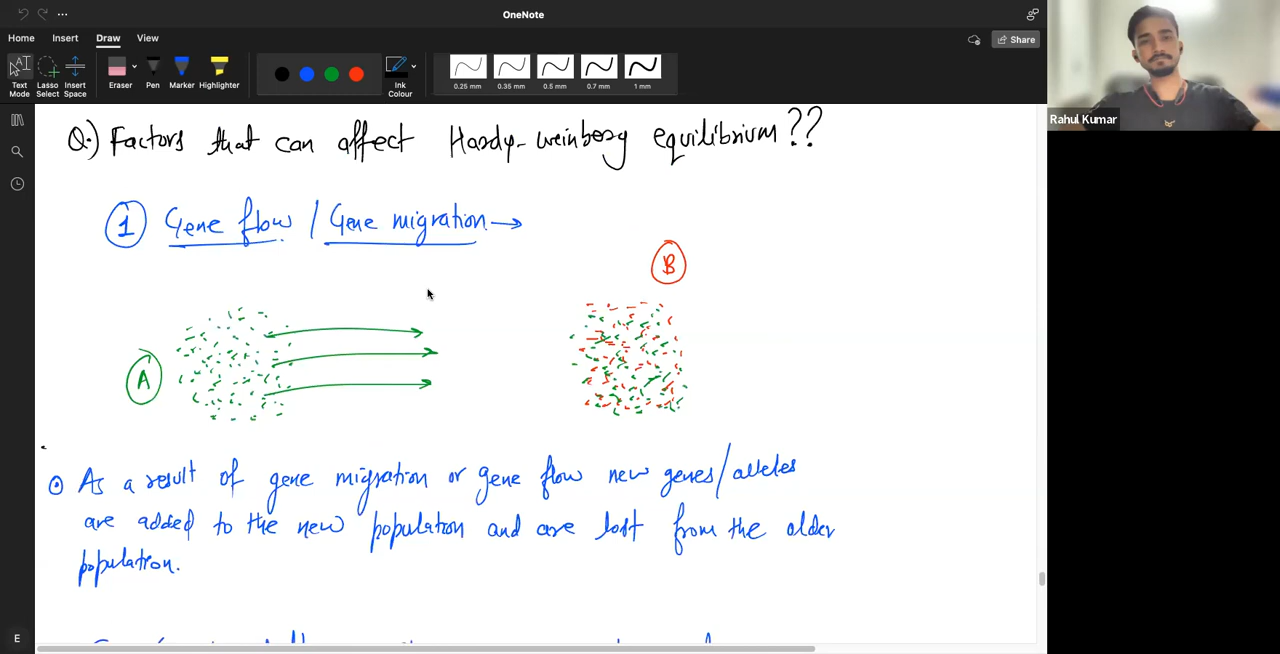 OneNote
Home Insert Draw View
Share
Text Mode
Lasso Select
Insert Space
Eraser
Pen
Marker
Highlighter
Ink Colour
0.25 mm 0.35 mm 0.5 mm 0.7 mm 1 mm
Rahul Kumar
Q.) Factors that can affect Hardy-weinberg equilibrium??
1 Gene flow / Gene migration →
B
A
As a result of gene migration or gene flow new genes/alleles
are added to the new population and are lost from the older
population.
E